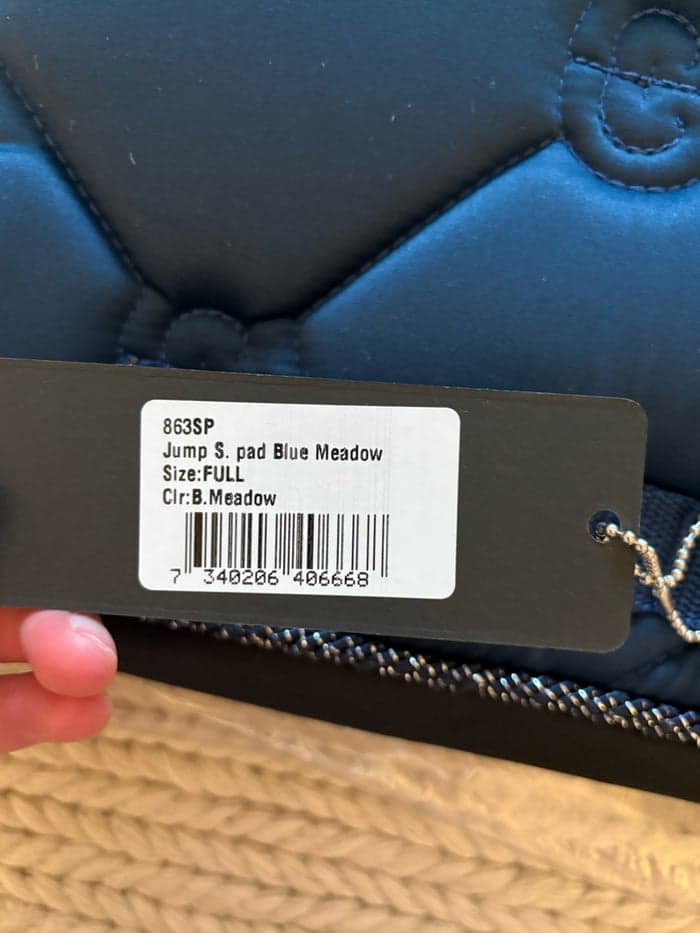 863SP
Jump S. pad Blue Meadow
Size:FULL
Clr:B.Meadow
7 340206 406668